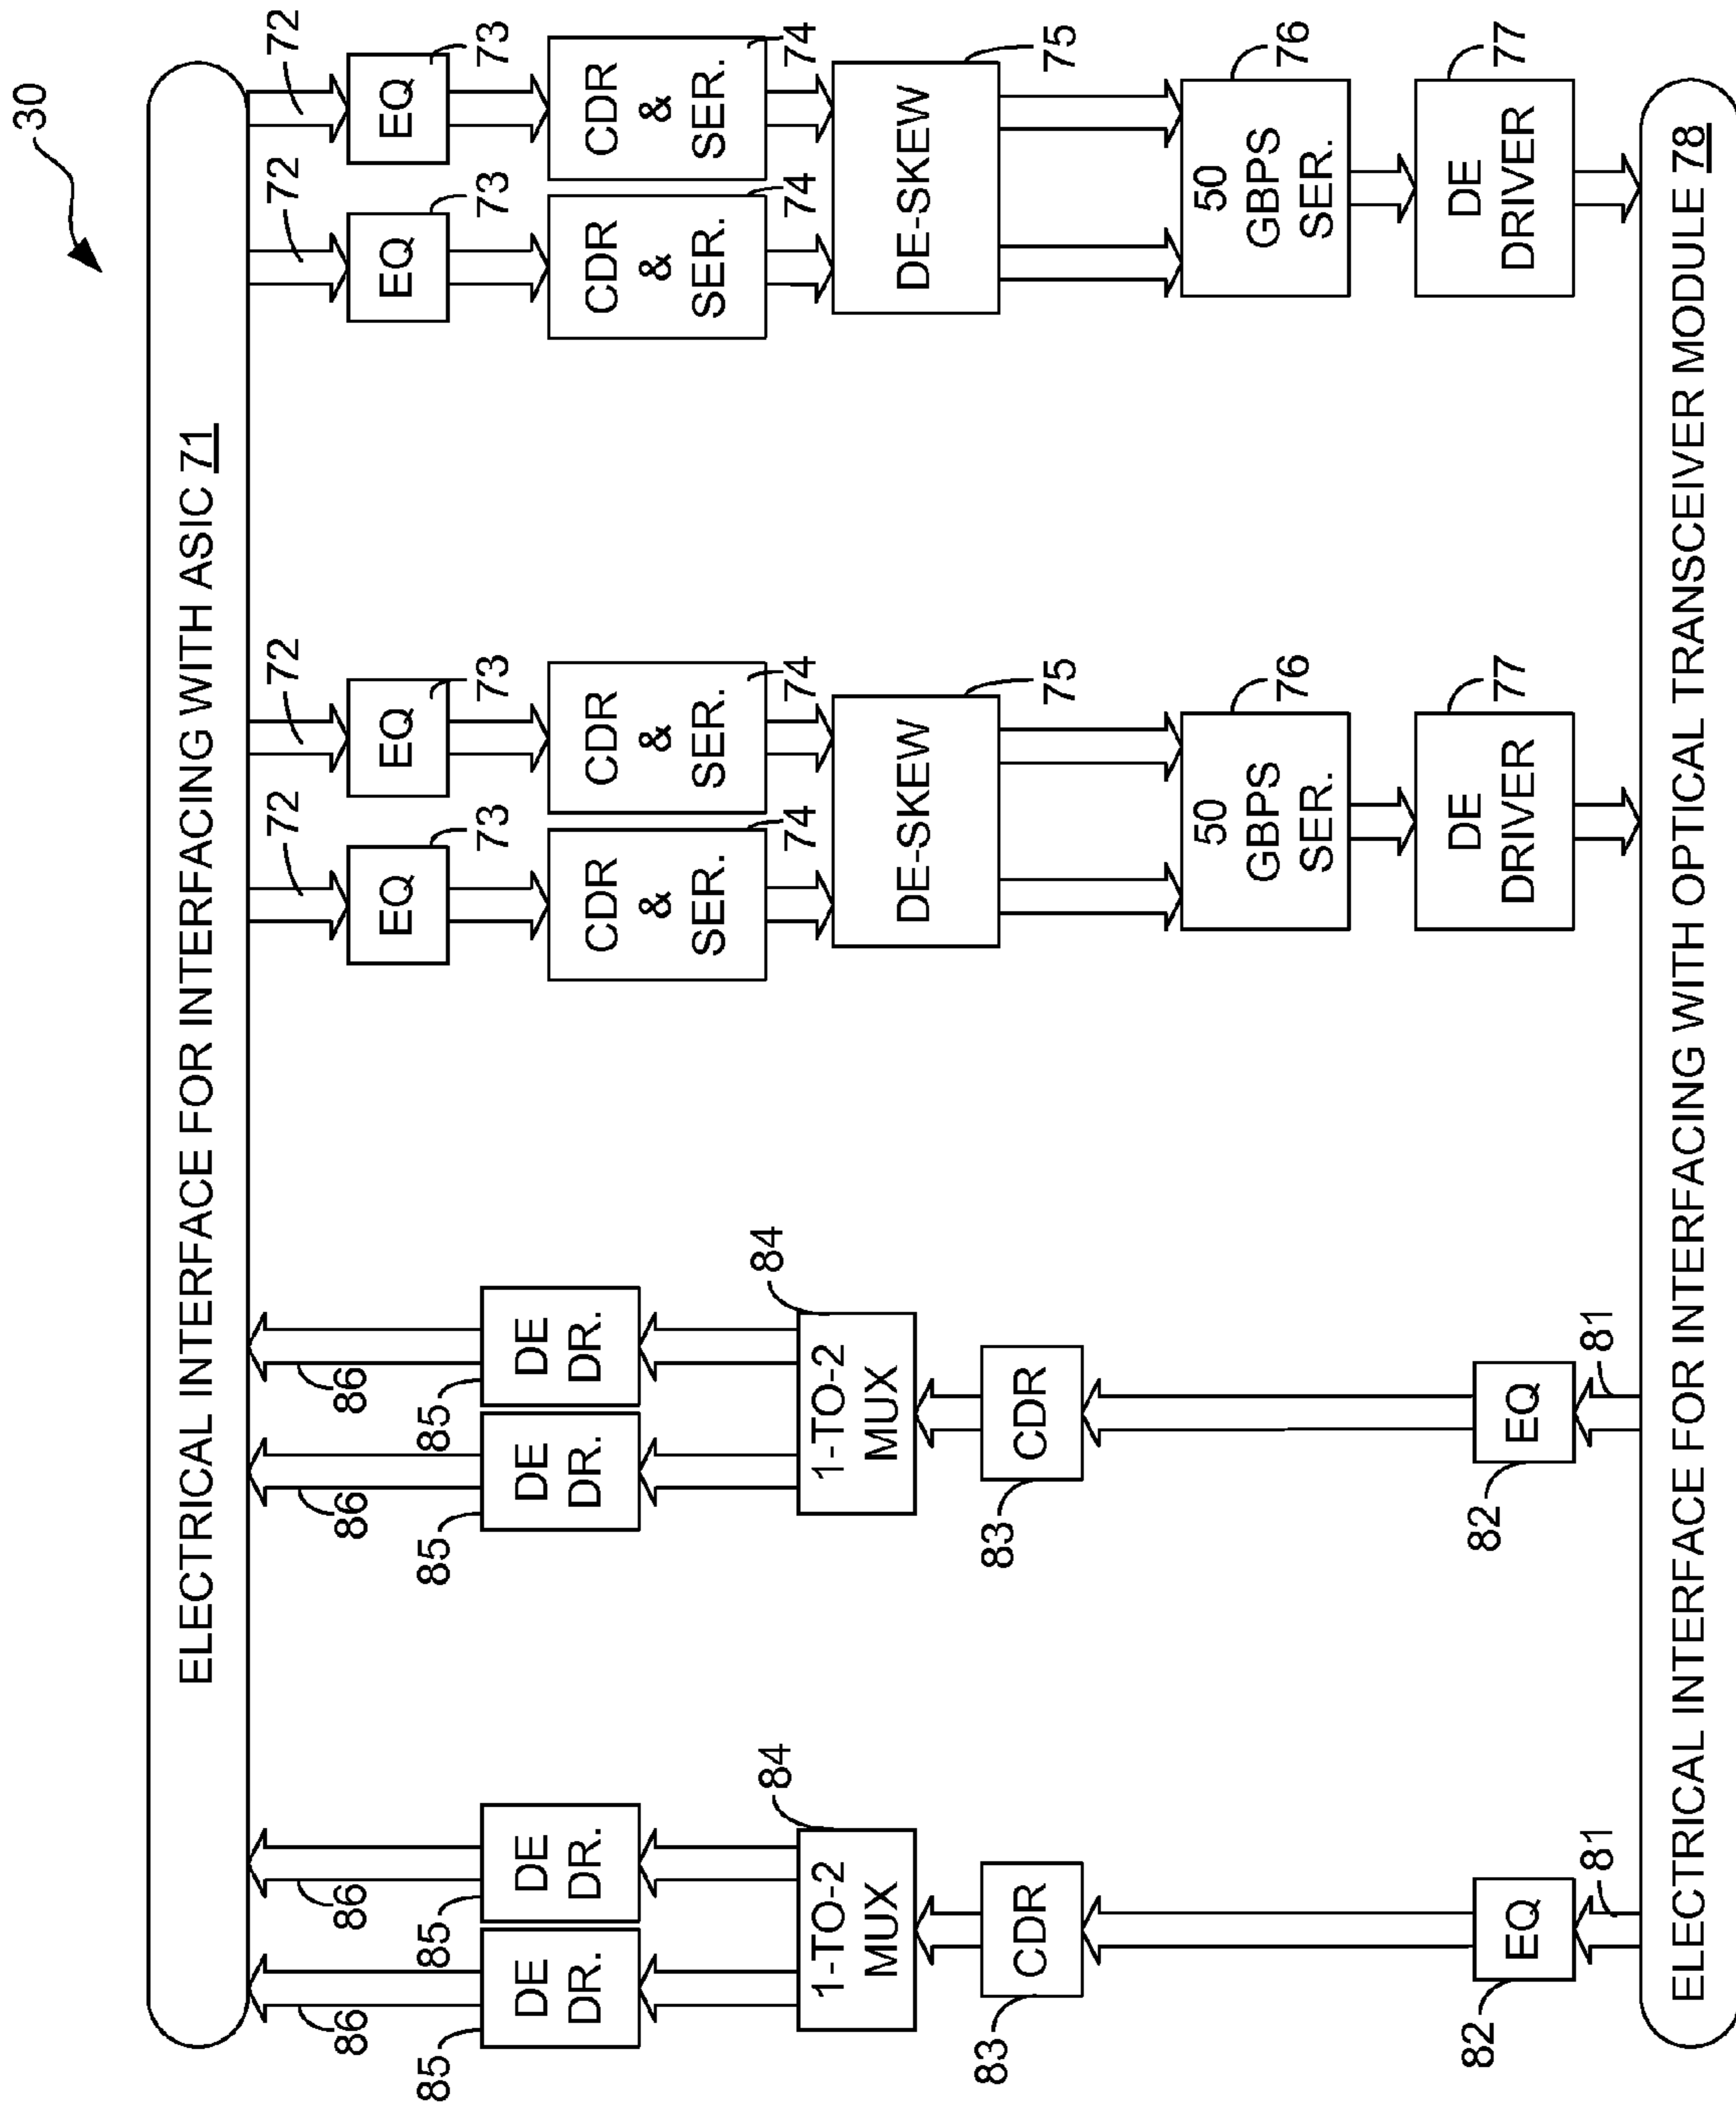 30
ELECTRICAL INTERFACE FOR INTERFACING WITH ASIC 71
86
86
86
86
72
72
72
72
85
85
85
85
EQ
EQ
EQ
EQ
73
73
73
73
DE
DR.
DE
DR.
DE
DR.
DE
DR.
CDR
&
SER.
CDR
&
SER.
CDR
&
SER.
CDR
&
SER.
84
84
74
74
74
74
1-TO-2
MUX
1-TO-2
MUX
DE-SKEW
DE-SKEW
83
83
CDR
CDR
75
75
50
GBPS
SER.
50
GBPS
SER.
76
76
82
82
EQ
EQ
DE
DRIVER
DE
DRIVER
77
77
81
81
ELECTRICAL INTERFACE FOR INTERFACING WITH OPTICAL TRANSCEIVER MODULE 78